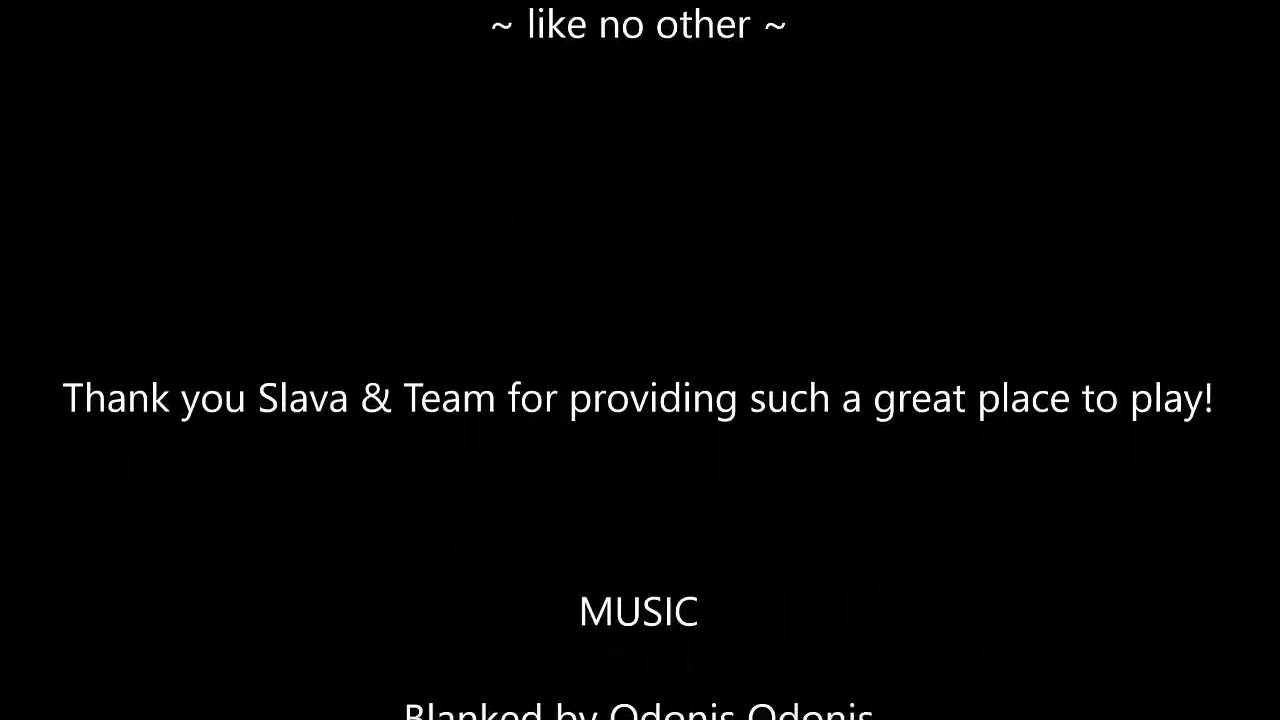 ~ like no other ~
Thank you Slava & Team for providing such a great place to play!
MUSIC
Blanked by Odonis Odonis